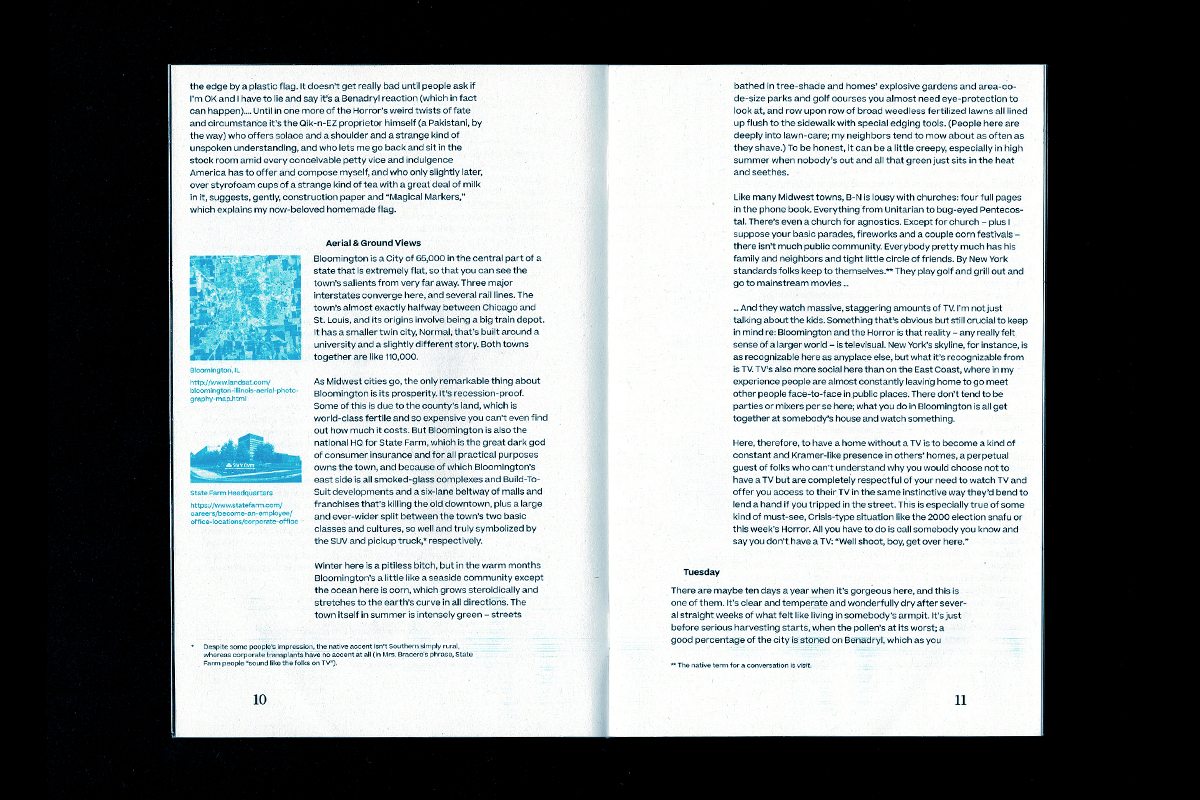 the edge by a plastic flag. It doesn't get really bad until people ask if
I'm OK and I have to lie and say it's a Benadryl reaction (which in fact
can happen).... Until in one more of the Horror's weird twists of fate
and circumstance it's the Qik-n-EZ proprietor himself (a Pakistani, by
the way) who offers solace and a shoulder and a strange kind of
unspoken understanding, and who lets me go back and sit in the
stock room amid every conceivable petty vice and indulgence
America has to offer and compose myself, and who only slightly later,
over styrofoam cups of a strange kind of tea with a great deal of milk
in it, suggests, gently, construction paper and “Magical Markers,”
which explains my now-beloved homemade flag.
Aerial & Ground Views
Bloomington is a City of 65,000 in the central part of a
state that is extremely flat, so that you can see the
town's salients from very far away. Three major
interstates converge here, and several rail lines. The
town's almost exactly halfway between Chicago and
St. Louis, and its origins involve being a big train depot.
It has a smaller twin city, Normal, that's built around a
university and a slightly different story. Both towns
together are like 110,000.
As Midwest cities go, the only remarkable thing about
Bloomington is its prosperity. It's recession-proof.
Some of this is due to the county's land, which is
world-class fertile and so expensive you can't even find
out how much it costs. But Bloomington is also the
national HQ for State Farm, which is the great dark god
of consumer insurance and for all practical purposes
owns the town, and because of which Bloomington's
east side is all smoked-glass complexes and Build-To-
Suit developments and a six-lane beltway of malls and
franchises that's killing the old downtown, plus a large
and ever-wider split between the town's two basic
classes and cultures, so well and truly symbolized by
the SUV and pickup truck,* respectively.
Winter here is a pitiless bitch, but in the warm months
Bloomington's a little like a seaside community except
the ocean here is corn, which grows steroidically and
stretches to the earth's curve in all directions. The
town itself in summer is intensely green – streets
Bloomington, IL
http://www.landsat.com/
bloomington-illinois-aerial-photo-
graphy-map.html
State Farm
State Farm Headquarters
https://www.statefarm.com/
careers/become-an-employee/
office-locations/corporate-office
* Despite some people's impression, the native accent isn't Southern simply rural,
whereas corporate transplants have no accent at all (in Mrs. Bracero's phrase, State
Farm people “sound like the folks on TV”).
10
bathed in tree-shade and homes' explosive gardens and area-co-
de-size parks and golf courses you almost need eye-protection to
look at, and row upon row of broad weedless fertilized lawns all lined
up flush to the sidewalk with special edging tools. (People here are
deeply into lawn-care; my neighbors tend to mow about as often as
they shave.) To be honest, it can be a little creepy, especially in high
summer when nobody's out and all that green just sits in the heat
and seethes.
Like many Midwest towns, B-N is lousy with churches: four full pages
in the phone book. Everything from Unitarian to bug-eyed Pentecos-
tal. There's even a church for agnostics. Except for church – plus I
suppose your basic parades, fireworks and a couple corn festivals –
there isn't much public community. Everybody pretty much has his
family and neighbors and tight little circle of friends. By New York
standards folks keep to themselves.** They play golf and grill out and
go to mainstream movies ...
... And they watch massive, staggering amounts of TV. I'm not just
talking about the kids. Something that's obvious but still crucial to keep
in mind re: Bloomington and the Horror is that reality – any really felt
sense of a larger world – is televisual. New York's skyline, for instance, is
as recognizable here as anyplace else, but what it's recognizable from
is TV. TV's also more social here than on the East Coast, where in my
experience people are almost constantly leaving home to go meet
other people face-to-face in public places. There don't tend to be
parties or mixers per se here; what you do in Bloomington is all get
together at somebody's house and watch something.
Here, therefore, to have a home without a TV is to become a kind of
constant and Kramer-like presence in others' homes, a perpetual
guest of folks who can't understand why you would choose not to
have a TV but are completely respectful of your need to watch TV and
offer you access to their TV in the same instinctive way they'd bend to
lend a hand if you tripped in the street. This is especially true of some
kind of must-see, Crisis-type situation like the 2000 election snafu or
this week's Horror. All you have to do is call somebody you know and
say you don't have a TV: “Well shoot, boy, get over here.”
Tuesday
There are maybe ten days a year when it's gorgeous here, and this is
one of them. It's clear and temperate and wonderfully dry after sever-
al straight weeks of what felt like living in somebody's armpit. It's just
before serious harvesting starts, when the pollen's at its worst; a
good percentage of the city is stoned on Benadryl, which as you
** The native term for a conversation is visit.
11